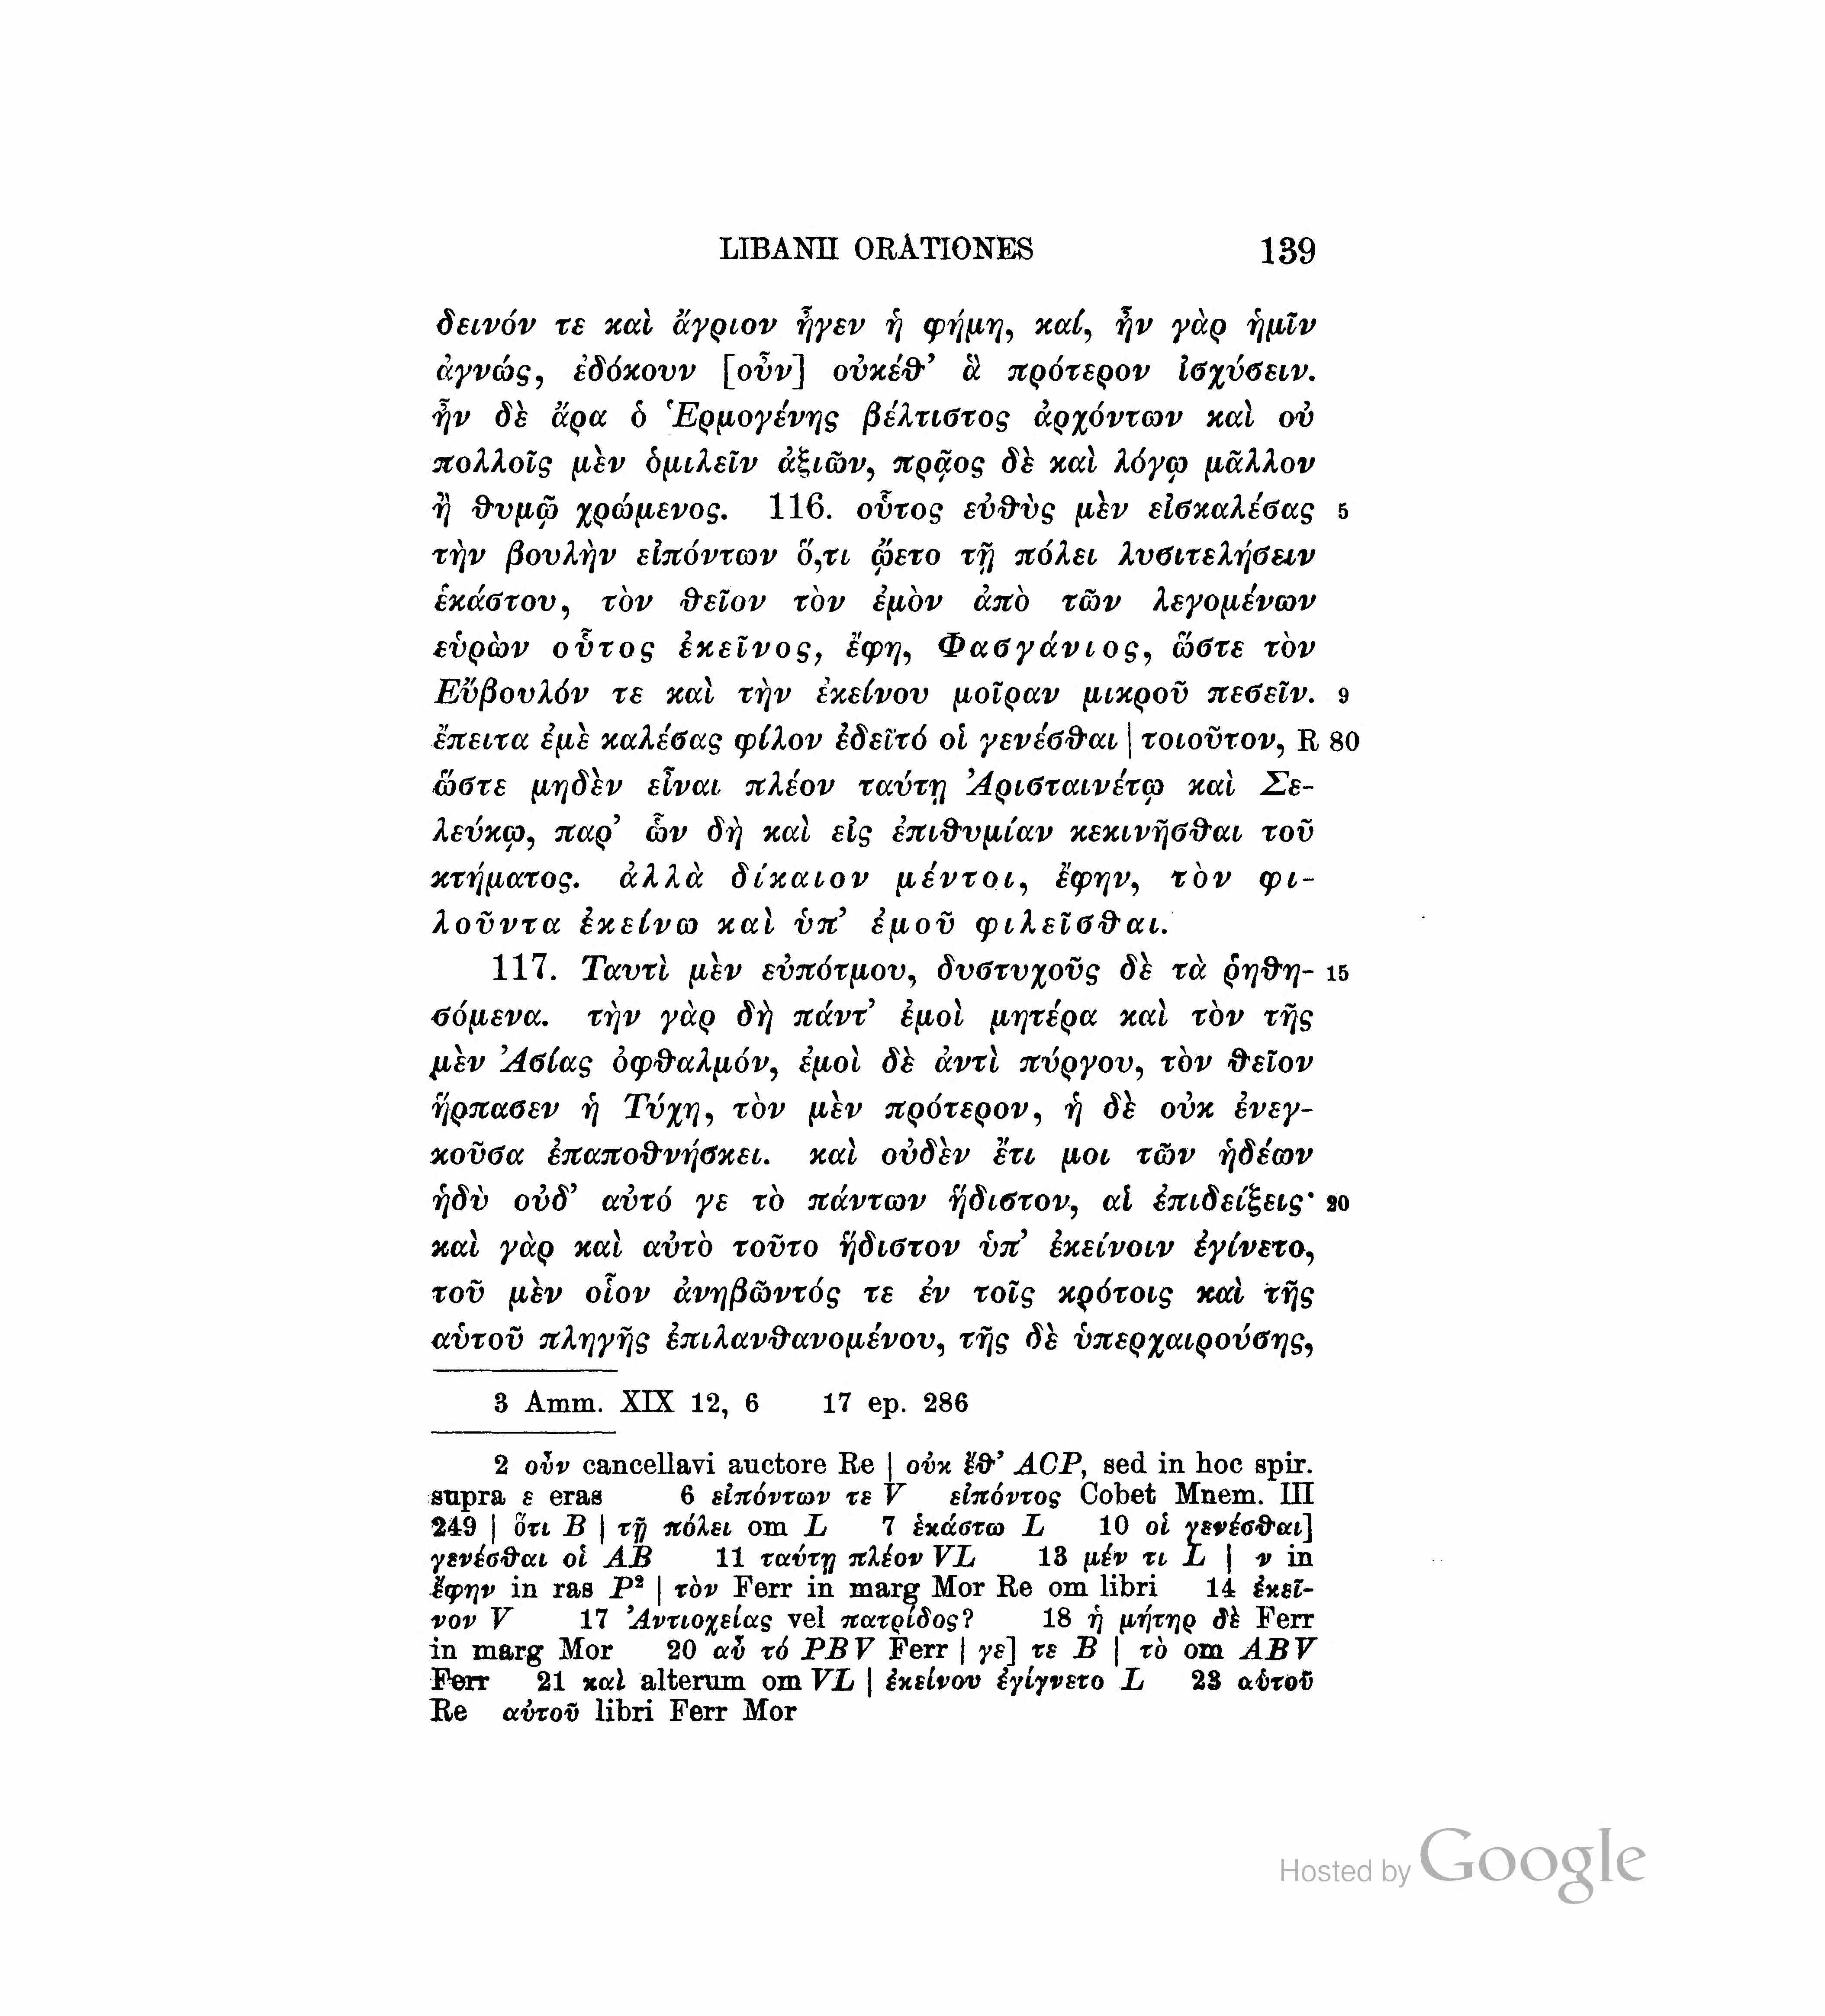 LIBANII ORATIONES 139
δεινόν τε καὶ ἄγριον ἦγεν ἡ φήμη, καί, ἦν γὰρ ἡμῖν
ἀγνώς, ἐδόκουν [οὖν] οὐκέθ’ ἃ πρότερον ἰσχύσειν.
ἦν δὲ ἄρα ὁ Ἑρμογένης βέλτιστος ἀρχόντων καὶ οὐ
πολλοῖς μὲν ὁμιλεῖν ἀξιῶν, πρᾷος δὲ καὶ λόγῳ μᾶλλον
ἢ θυμῷ χρώμενος. 116. οὗτος εὐθὺς μὲν εἰσκαλέσας 5
τὴν βουλὴν εἰπόντων ὅ,τι ᾤετο τῇ πόλει λυσιτελήσειν
ἑκάστου, τὸν θεῖον τὸν ἐμὸν ἀπὸ τῶν λεγομένων
εὑρὼν οὗτος ἐκεῖνος, ἔφη, Φασγάνιος, ὥστε τὸν
Εὔβουλόν τε καὶ τὴν ἐκείνου μοῖραν μικροῦ πεσεῖν. 9
ἔπειτα ἐμὲ καλέσας φίλον ἐδεῖτό οἱ γενέσθαι | τοιοῦτον, R 80
ὥστε μηδὲν εἶναι πλέον ταύτῃ Ἀρισταινέτῳ καὶ Σε-
λεύκῳ, παρ’ ὧν δὴ καὶ εἰς ἐπιθυμίαν κεκινῆσθαι τοῦ
κτήματος. ἀλλὰ δίκαιον μέντοι, ἔφην, τὸν φι-
λοῦντα ἐκείνω καὶ ὑπ’ ἐμοῦ φιλεῖσθαι.
117. Ταυτὶ μὲν εὐπότμου, δυστυχοῦς δὲ τὰ ῥηθη- 15
σόμενα. τὴν γὰρ δὴ πάντ’ ἐμοὶ μητέρα καὶ τὸν τῆς
μὲν Ἀσίας ὀφθαλμόν, ἐμοὶ δὲ ἀντὶ πύργου, τὸν θεῖον
ἥρπασεν ἡ Τύχη, τὸν μὲν πρότερον, ἡ δὲ οὐκ ἐνεγ-
κοῦσα ἐπαποθνήσκει. καὶ οὐδὲν ἔτι μοι τῶν ἡδέων
ἡδὺ οὐδ’ αὐτό γε τὸ πάντων ἥδιστον, αἱ ἐπιδείξεις· 20
καὶ γὰρ καὶ αὐτὸ τοῦτο ἥδιστον ὑπ’ ἐκείνοιν ἐγίνετο,
τοῦ μὲν οἷον ἀνηβῶντός τε ἐν τοῖς κρότοις καὶ τῆς
αὑτοῦ πληγῆς ἐπιλανθανομένου, τῆς δὲ ὑπερχαιρούσης,
3 Amm. XIX 12, 6 17 ep. 286
2 οὖν cancellavi auctore Re | οὐκ ἔθ’ ACP, sed in hoc spir.
supra ε eras 6 εἰπόντων τε V εἰπόντος Cobet Mnem. III
249 | ὅτι B | τῇ πόλει om L 7 ἑκάστω L 10 οἱ γενέσθαι]
γενέσθαι οἱ AB 11 ταύτῃ πλέον VL 13 μέν τι L | ν in
ἔφην in ras P² | τὸν Ferr in marg Mor Re om libri 14 ἐκεῖ-
νον V 17 Ἀντιοχείας vel πατρίδος? 18 ἡ μήτηρ δὲ Ferr
in marg Mor 20 αὖ τό PBV Ferr | γε] τε B | τὸ om ABV
Ferr 21 καὶ alterum om VL | ἐκείνου ἐγίγνετο L 23 αὑτοῦ
Re αὐτοῦ libri Ferr Mor
Hosted by Google